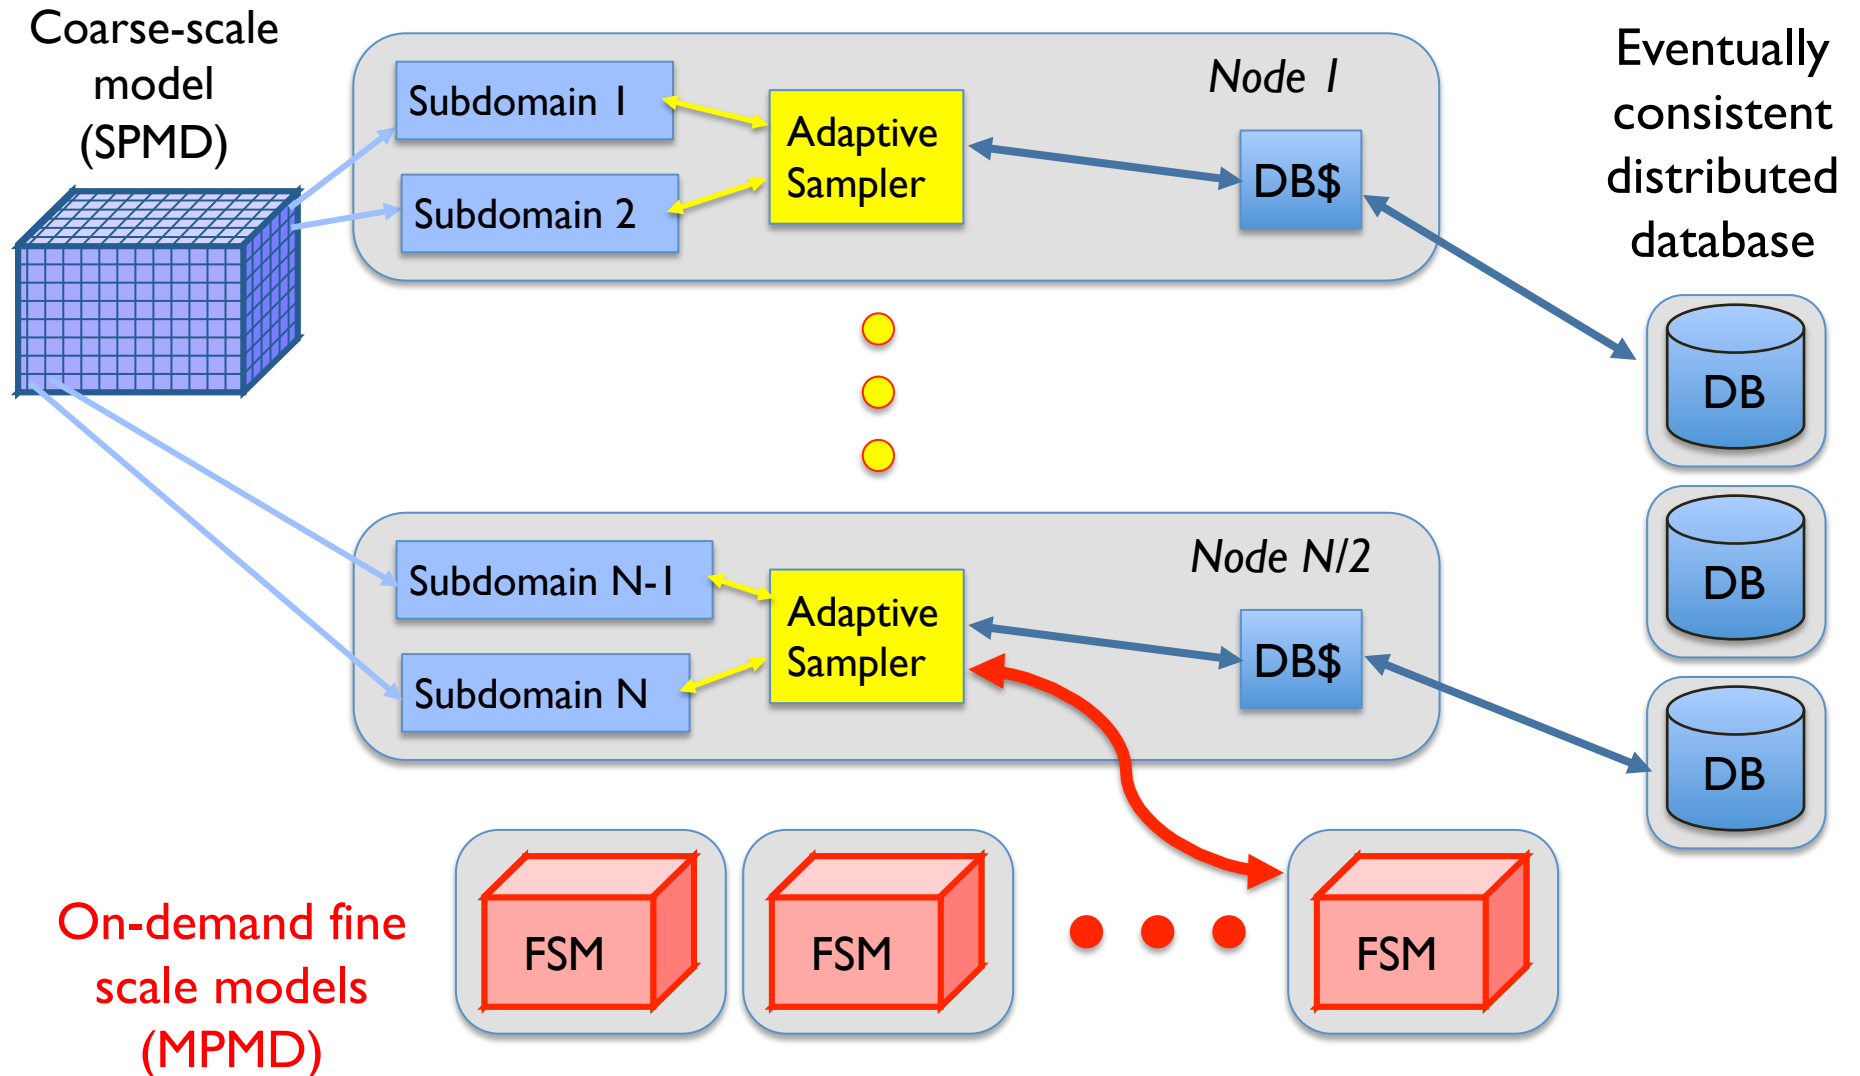 Coarse-scale
model
(SPMD)
Subdomain 1
Subdomain 2
Adaptive
Sampler
Node 1
DB$
Eventually
consistent
distributed
database
DB
DB
DB
Subdomain N-1
Subdomain N
Adaptive
Sampler
Node N/2
DB$
On-demand fine
scale models
(MPMD)
FSM
FSM
FSM